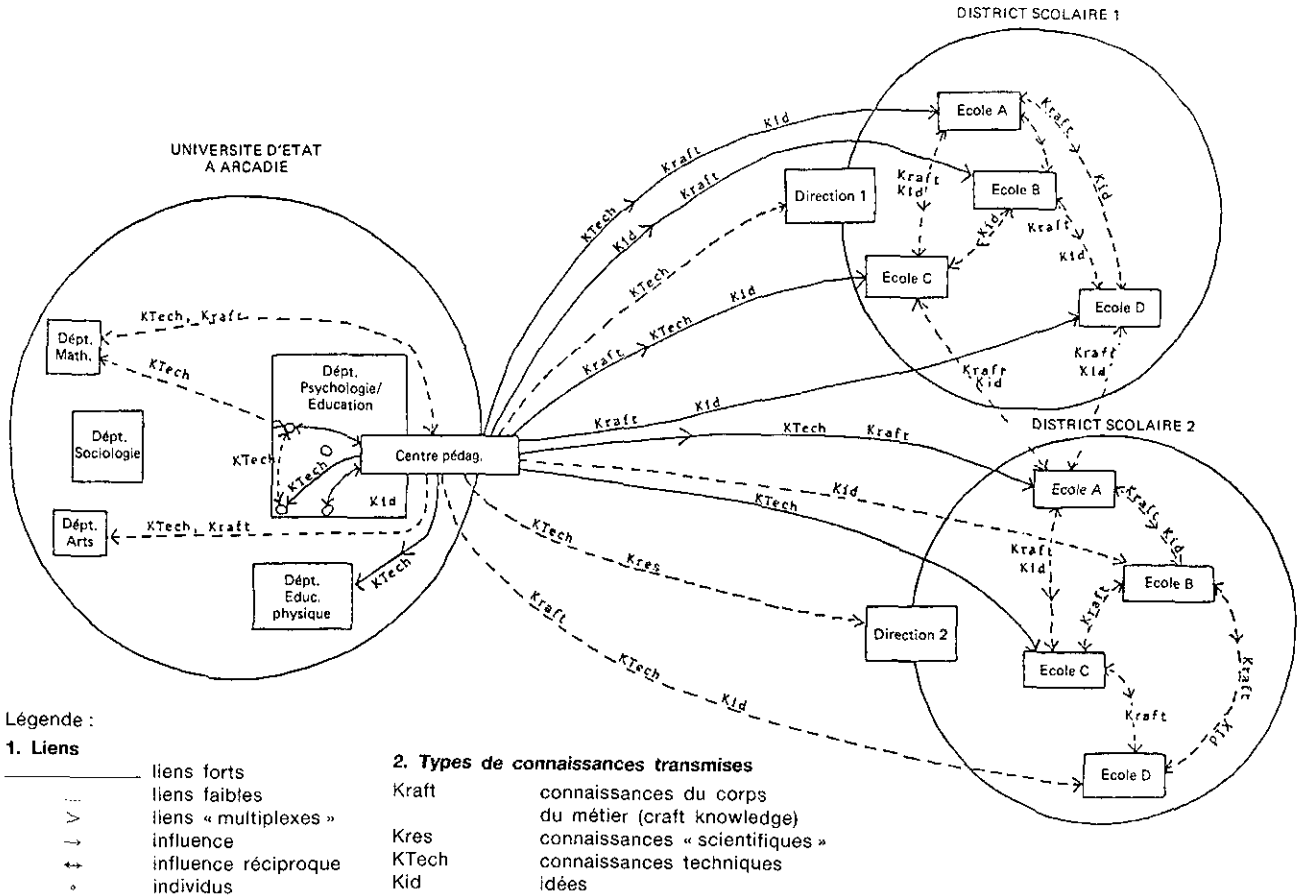 DISTRICT SCOLAIRE 1
UNIVERSITE D'ETAT
A ARCADIE
Ecole A
Ecole B
Direction 1
Ecole C
Ecole D
Kid
Kraft
KTech
Kraft
Kid
KTech
Kid
KTech
Kraft
Kraft
Kid
Kraft
Kid
Kid
Kraft
Kid
Kraft
Kid
Kraft
Kid
Kid
Kraft
KTech, Kraft
Dépt.
Math.
KTech
Dépt.
Psychologie/
Education
Dépt.
Sociologie
KTech
KTech
Kid
Centre pédag.
Dépt.
Arts
KTech, Kraft
Dépt.
Educ.
physique
KTech
DISTRICT SCOLAIRE 2
KTech
Kraft
Kid
KTech
KTech
Kres
Kraft
KTech
Kid
Ecole A
Kraft
Kid
Kraft
Kid
Ecole B
Kraft
Direction 2
Ecole C
Kraft
Kraft
Kid
Ecole D
Légende :
1. Liens
liens forts
liens faibles
> liens « multiplexes »
→ influence
↔ influence réciproque
individus
2. Types de connaissances transmises
Kraft connaissances du corps
du métier (craft knowledge)
Kres connaissances « scientifiques »
KTech connaissances techniques
Kid idées